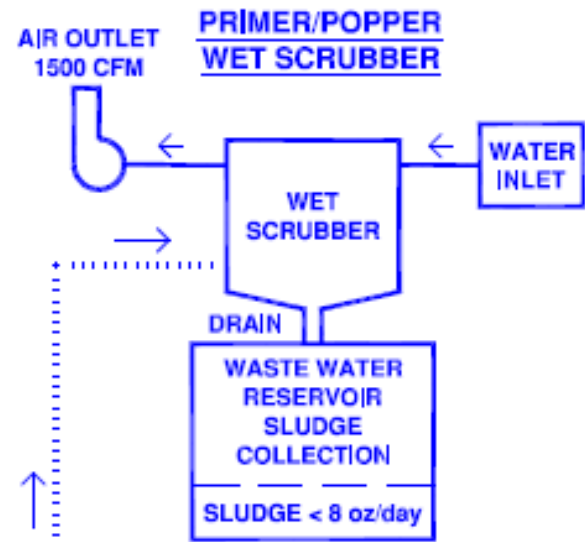 PRIMER/POPPER
WET SCRUBBER
AIR OUTLET
1500 CFM
WATER
INLET
WET
SCRUBBER
DRAIN
WASTE WATER
RESERVOIR
SLUDGE
COLLECTION
SLUDGE < 8 oz/day